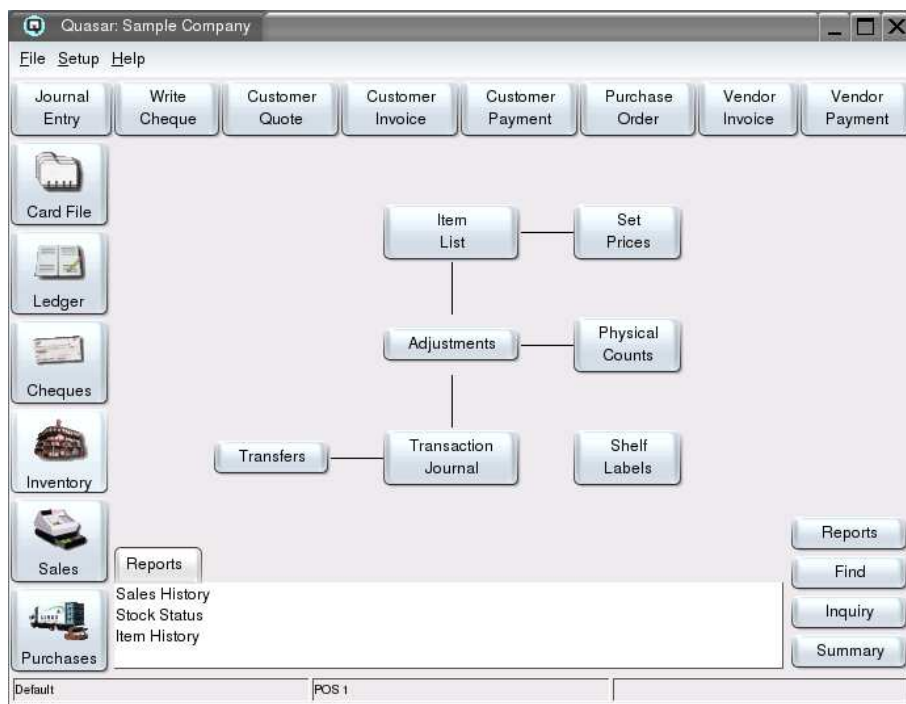 Quasar: Sample Company
File Setup Help
Journal
Entry
Write
Cheque
Customer
Quote
Customer
Invoice
Customer
Payment
Purchase
Order
Vendor
Invoice
Vendor
Payment
Card File
Ledger
Cheques
Inventory
Sales
Purchases
Item
List
Set
Prices
Adjustments
Physical
Counts
Transfers
Transaction
Journal
Shelf
Labels
Reports
Sales History
Stock Status
Item History
Reports
Find
Inquiry
Summary
Default
POS 1